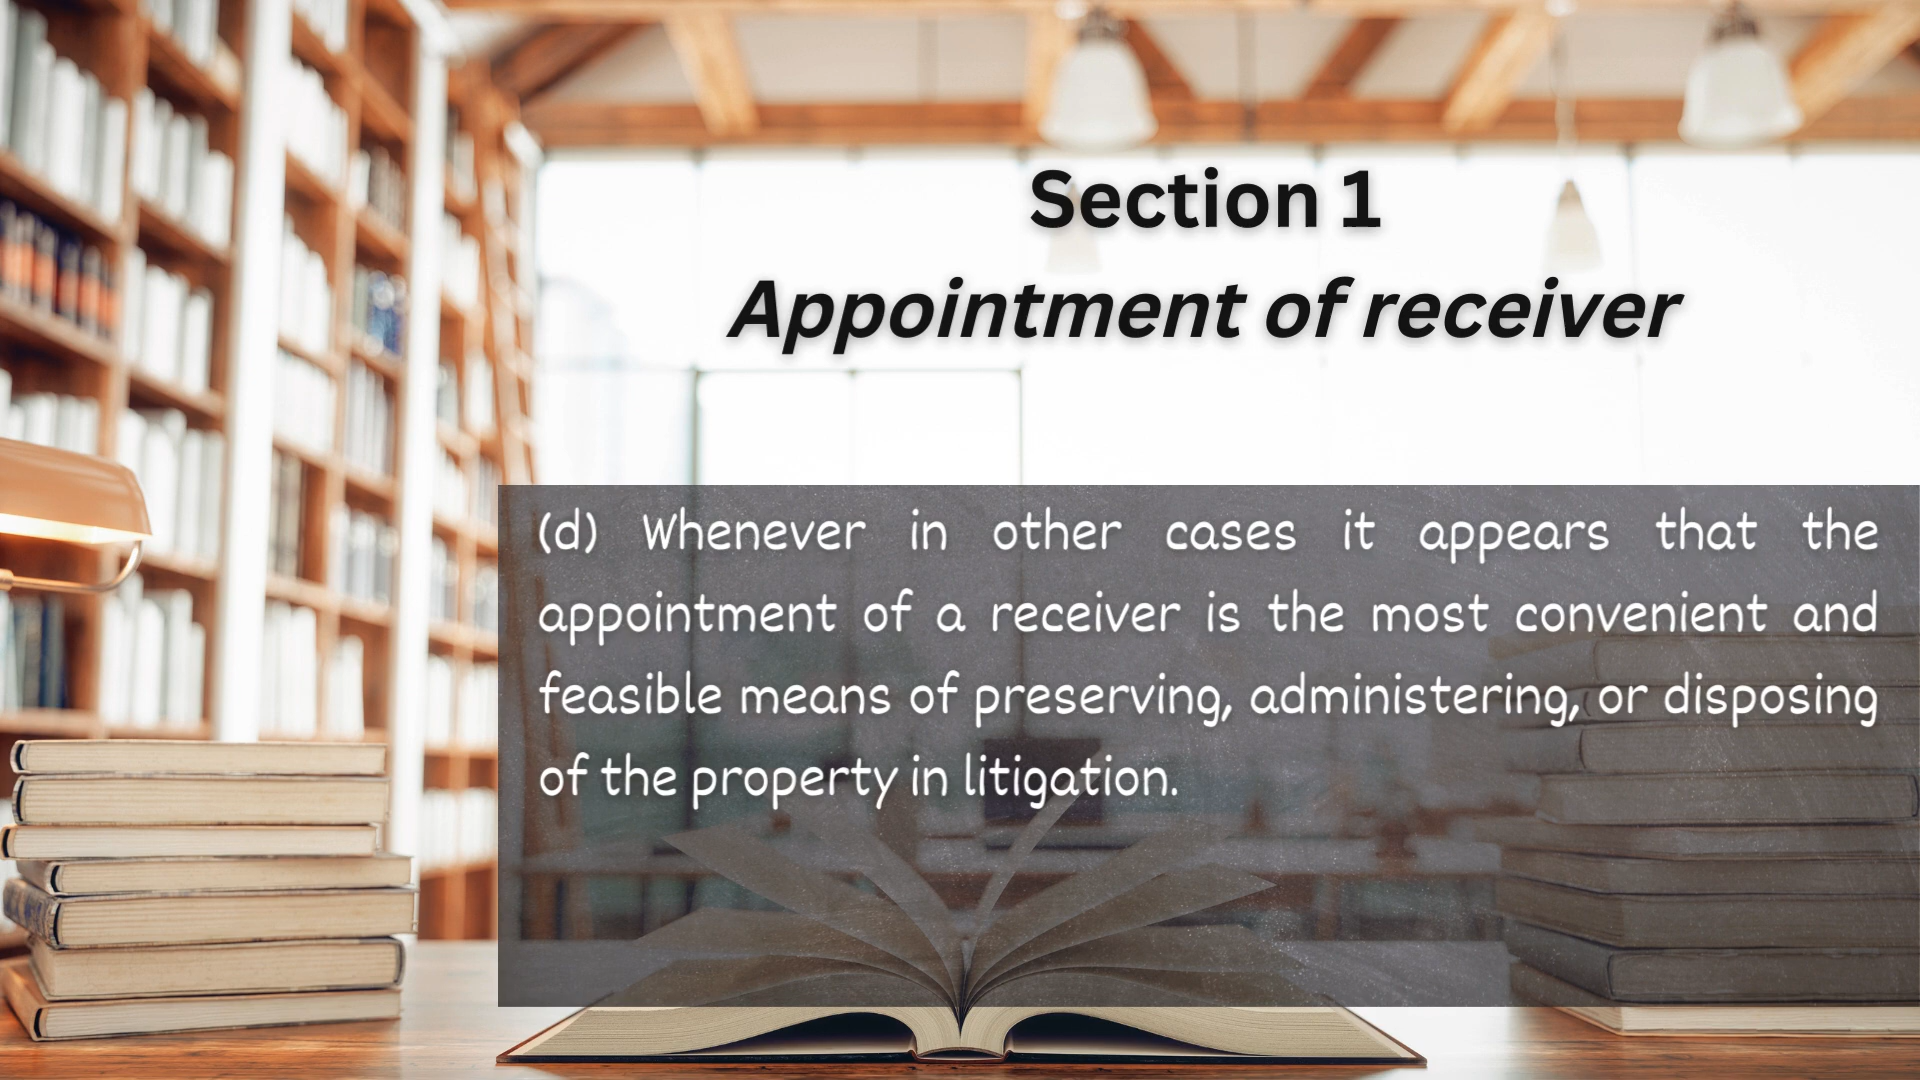 Section 1
Appointment of receiver
(d) Whenever in other cases it appears that the
appointment of a receiver is the most convenient and
feasible means of preserving, administering, or disposing
of the property in litigation.